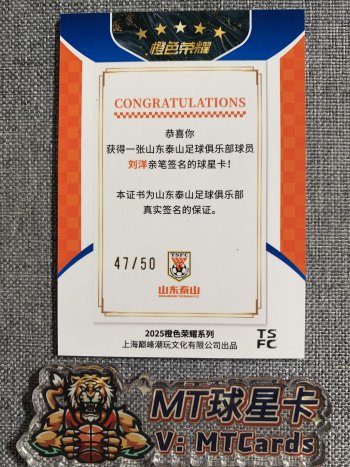 橙色荣耀
CONGRATULATIONS
恭喜你
获得一张山东泰山足球俱乐部球员
刘洋亲笔签名的球星卡！
本证书为山东泰山足球俱乐部
真实签名的保证。
TSFC
47/50
山东泰山
2025橙色荣耀系列
上海巅峰潮玩文化有限公司出品
TS
FC
MT球星卡
V: MTCards